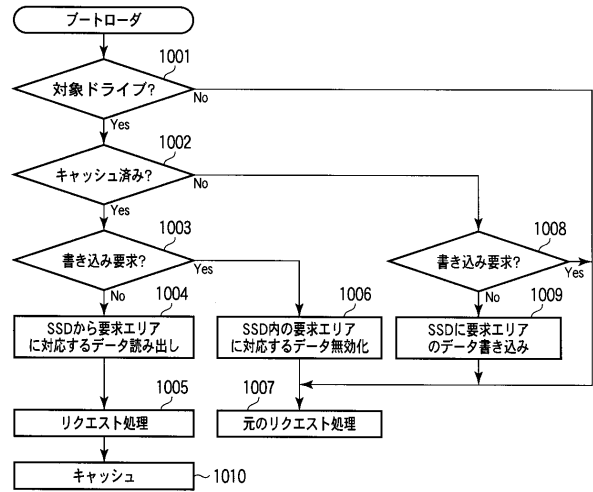 ブートローダ
1001
対象ドライブ?
No
Yes
1002
キャッシュ済み?
No
Yes
1003
書き込み要求?
Yes
No
1008
書き込み要求?
Yes
No
1004
SSDから要求エリア
に対応するデータ読み出し
1006
SSD内の要求エリア
に対応するデータ無効化
1009
SSDに要求エリア
のデータ書き込み
1005
リクエスト処理
1007
元のリクエスト処理
キャッシュ
1010